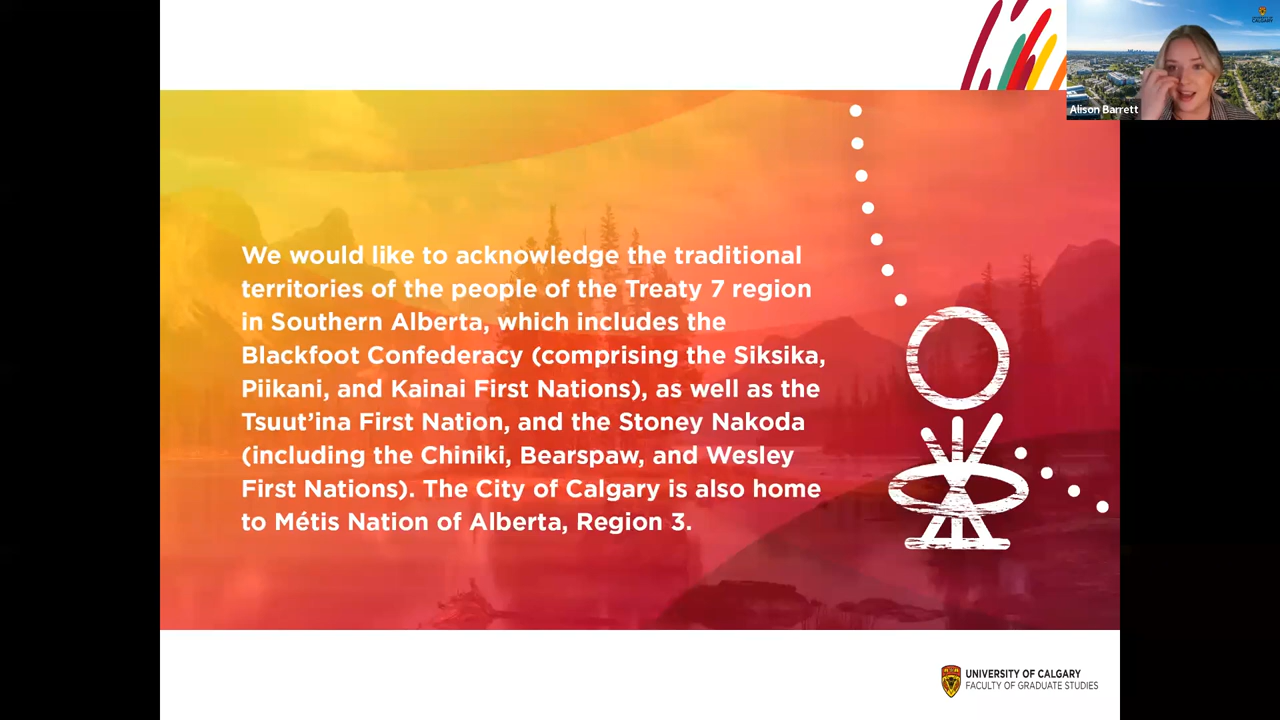 Alison Barrett
We would like to acknowledge the traditional
territories of the people of the Treaty 7 region
in Southern Alberta, which includes the
Blackfoot Confederacy (comprising the Siksika,
Piikani, and Kainai First Nations), as well as the
Tsuut’ina First Nation, and the Stoney Nakoda
(including the Chiniki, Bearspaw, and Wesley
First Nations). The City of Calgary is also home
to Métis Nation of Alberta, Region 3.
UNIVERSITY OF CALGARY
FACULTY OF GRADUATE STUDIES